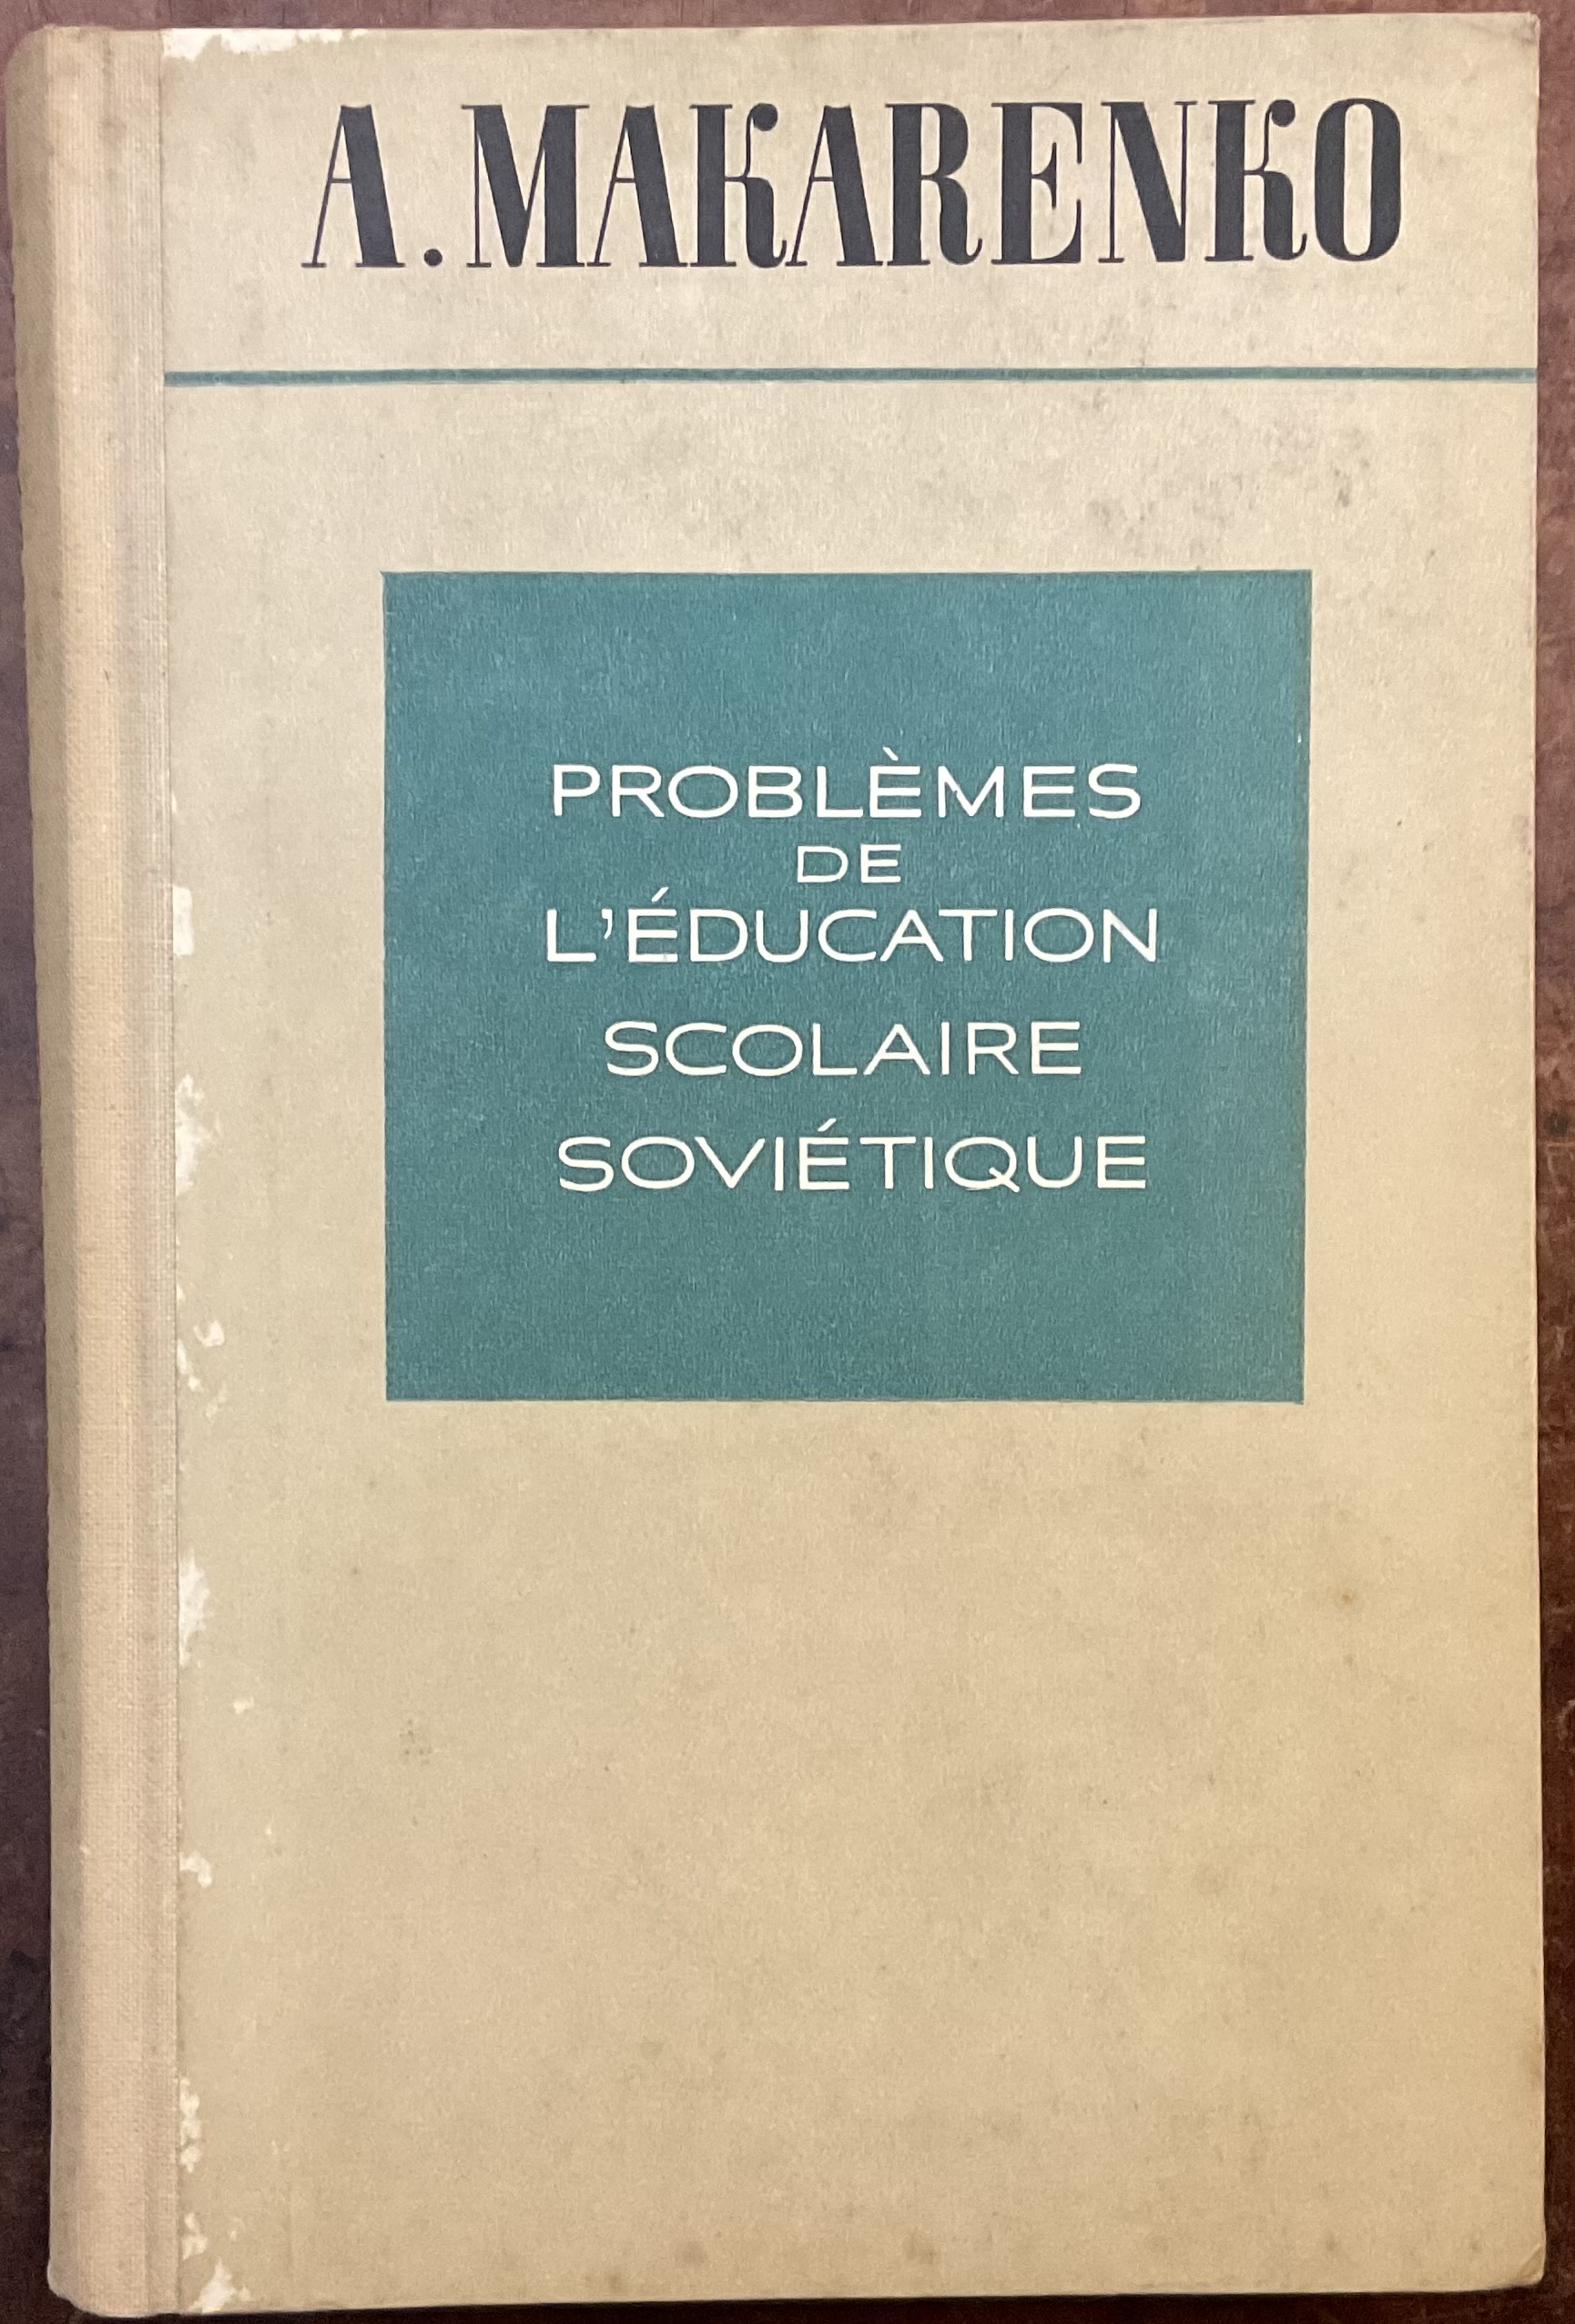 A. MAKARENKO
PROBLÈMES
DE
L'ÉDUCATION
SCOLAIRE
SOVIÉTIQUE